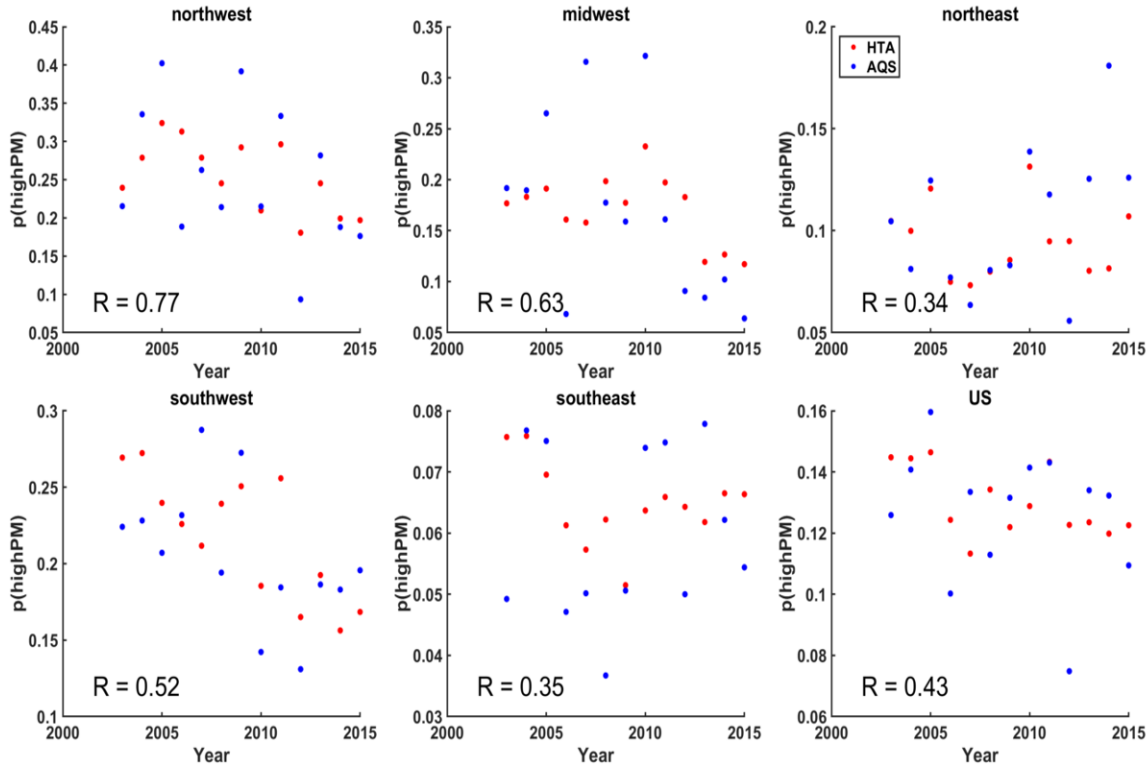 northwest
0.45
0.4
0.35
0.3
0.25
0.2
0.15
0.1
0.05
p(highPM)
R = 0.77
2000 2005 2010 2015
Year
midwest
0.35
0.3
0.25
0.2
0.15
0.1
0.05
p(highPM)
R = 0.63
2000 2005 2010 2015
Year
northeast
0.2
0.15
0.1
0.05
p(highPM)
HTA
AQS
R = 0.34
2000 2005 2010 2015
Year
southwest
0.3
0.25
0.2
0.15
0.1
p(highPM)
R = 0.52
2000 2005 2010 2015
Year
southeast
0.08
0.07
0.06
0.05
0.04
0.03
p(highPM)
R = 0.35
2000 2005 2010 2015
Year
US
0.16
0.14
0.12
0.1
0.08
0.06
p(highPM)
R = 0.43
2000 2005 2010 2015
Year